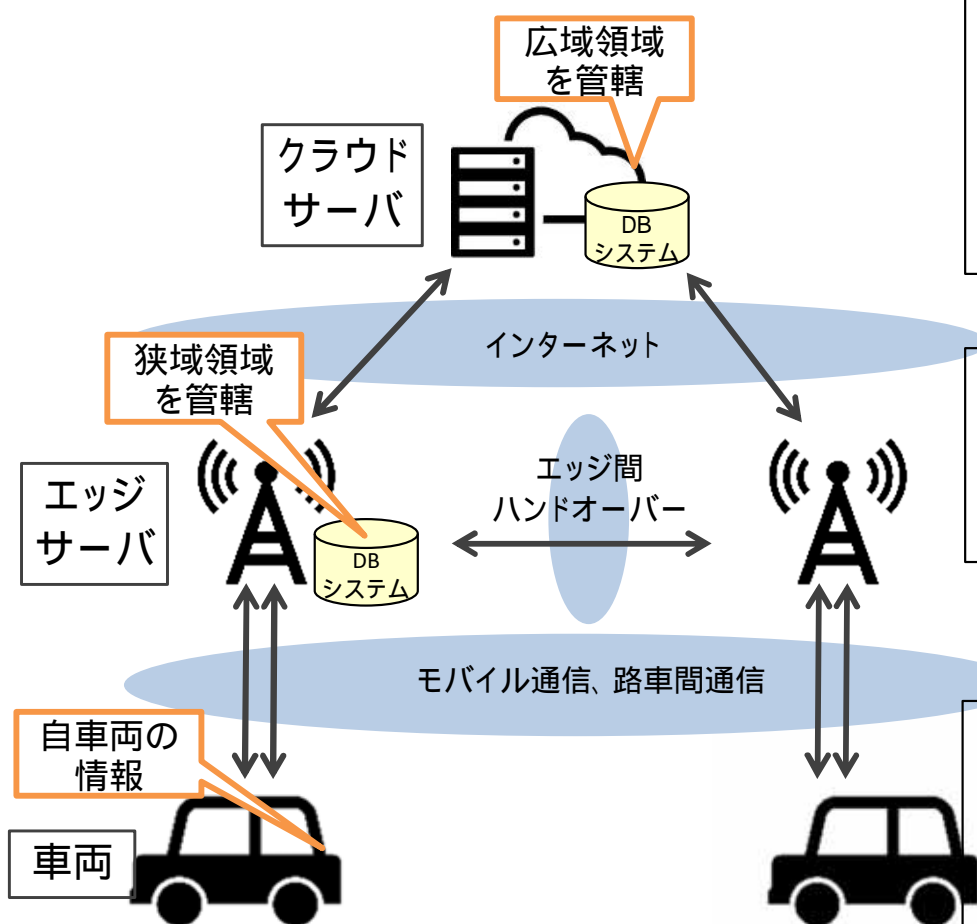 広域領域
を管轄
クラウド
サーバ
DB
システム
インターネット
狭域領域
を管轄
エッジ
サーバ
DB
システム
エッジ間
ハンドオーバー
モバイル通信、路車間通信
自車両の
情報
車両